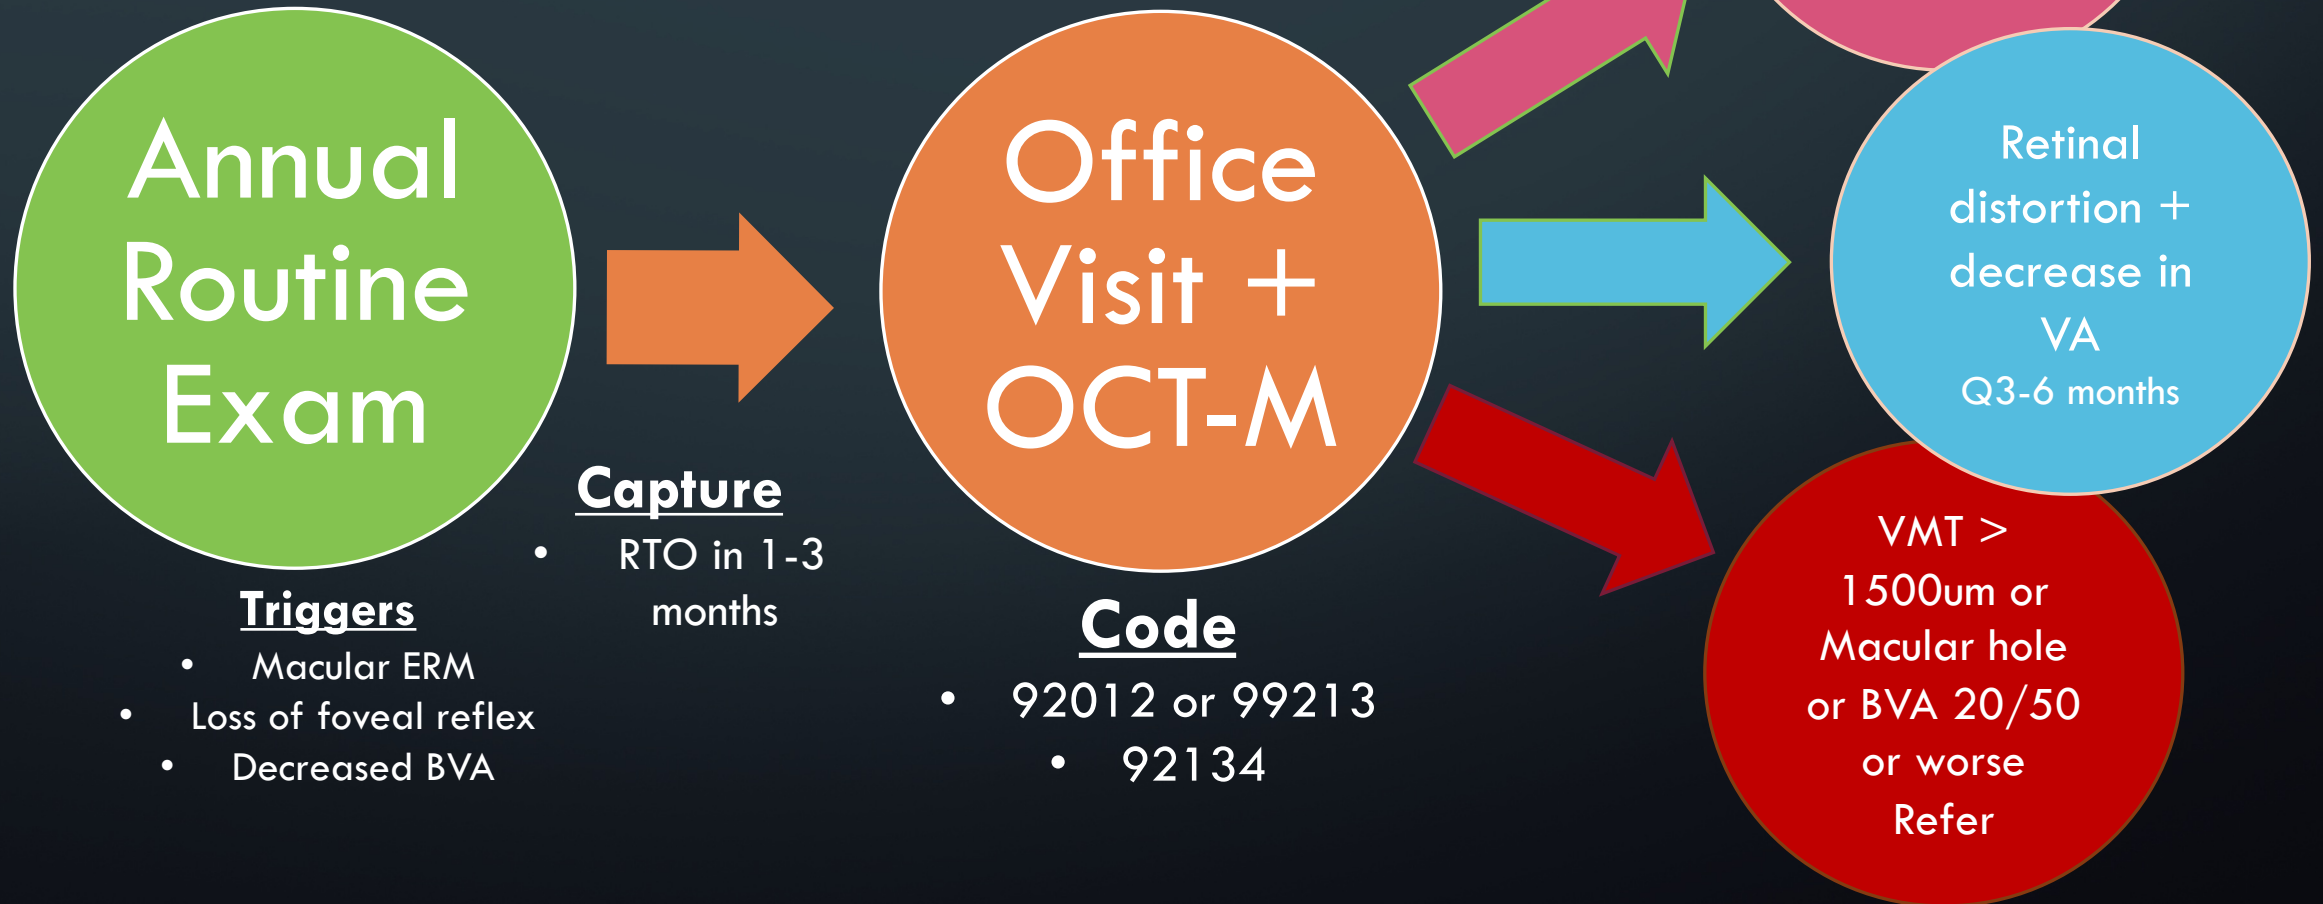 Annual
Routine
Exam
Triggers
• Macular ERM
• Loss of foveal reflex
• Decreased BVA
Capture
• RTO in 1-3
months
Office
Visit +
OCT-M
Code
• 92012 or 99213
• 92134
Retinal
distortion +
decrease in
VA
Q3-6 months
VMT >
1500um or
Macular hole
or BVA 20/50
or worse
Refer